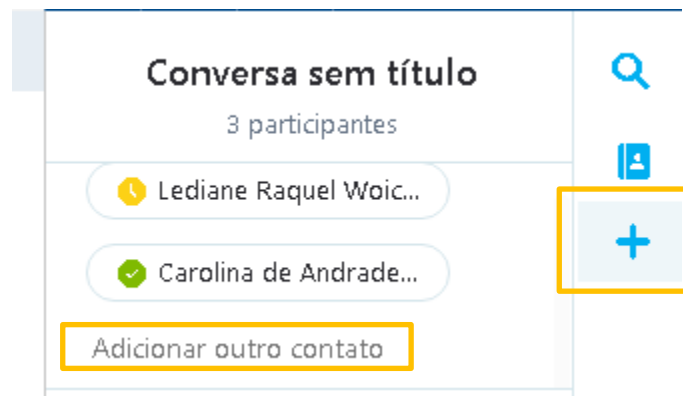 Conversa sem título
3 participantes
Lediane Raquel Woic...
Carolina de Andrade...
Adicionar outro contato